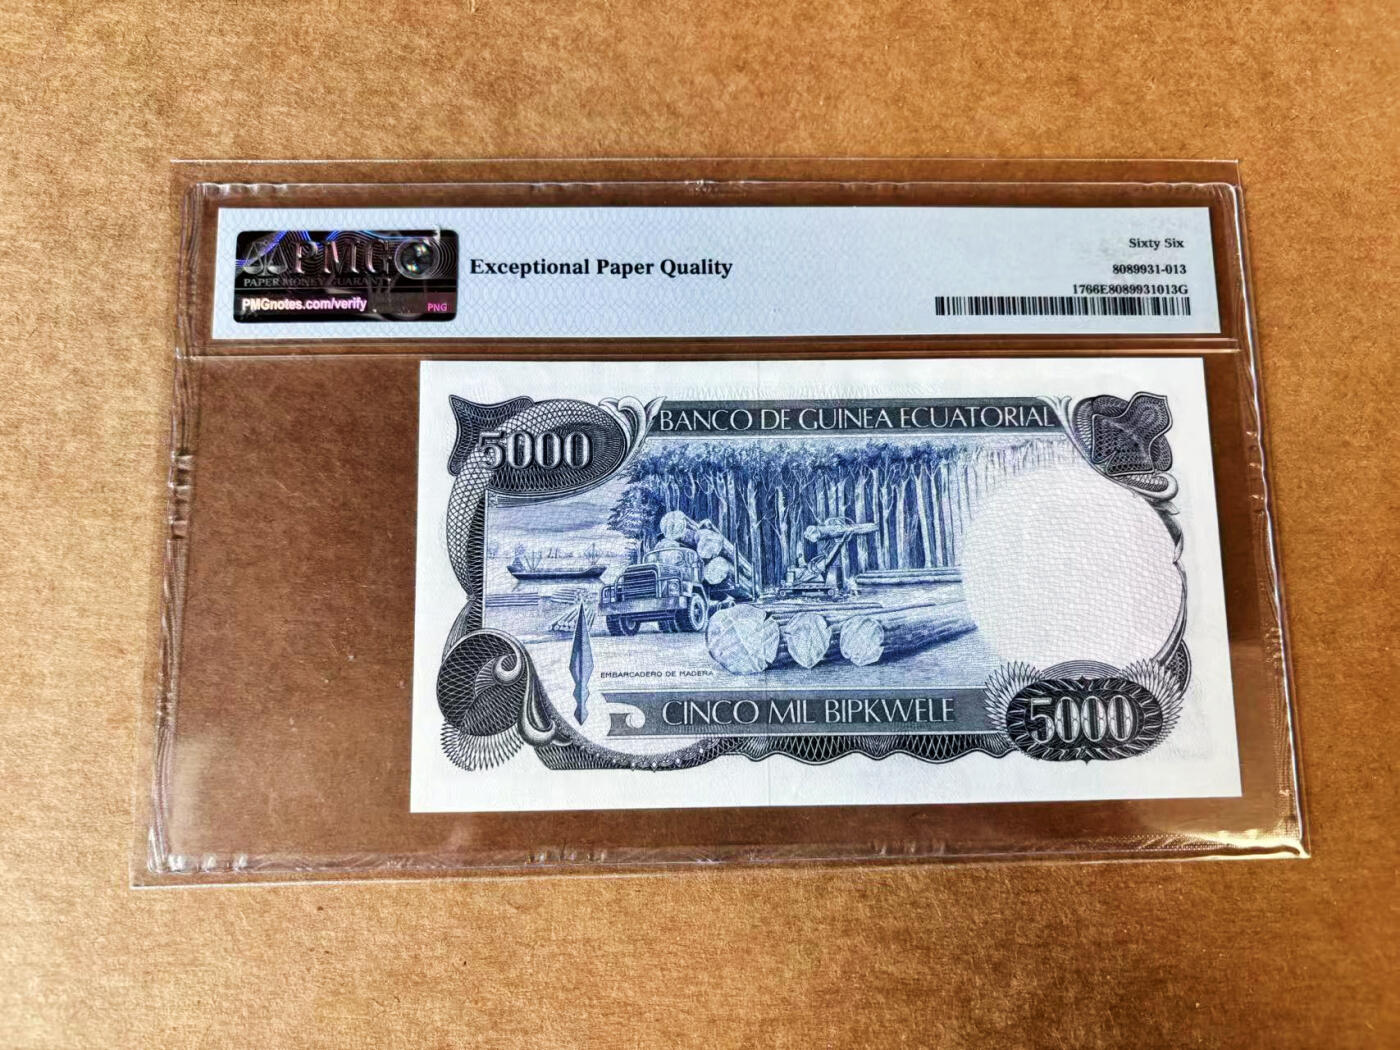 PMG
PAPER MONEY GUARANTY
PMGnotes.com/verify
PNG
Exceptional Paper Quality
Sixty Six
8089931-013
1766E8089931013G
BANCO DE GUINEA ECUATORIAL
5000
EMBARCADERO DE MADERA
CINCO MIL BIPKWELE
5000